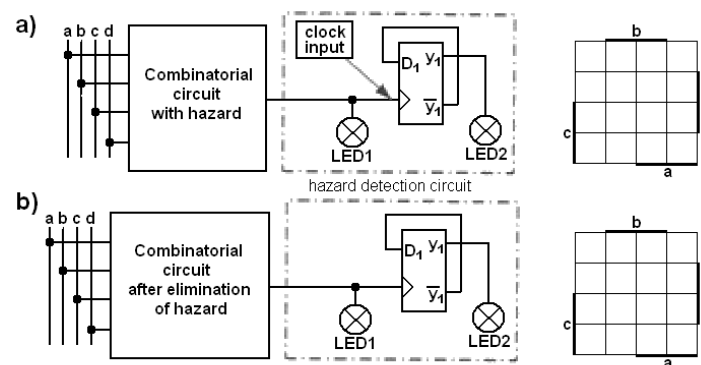 a)
a b c d
Combinatorial
circuit
with hazard
clock
input
D1 y1
y1
LED1
LED2
hazard detection circuit
b
c
a
b)
a b c d
Combinatorial
circuit
after elimination
of hazard
D1 y1
y1
LED1
LED2
b
c
a